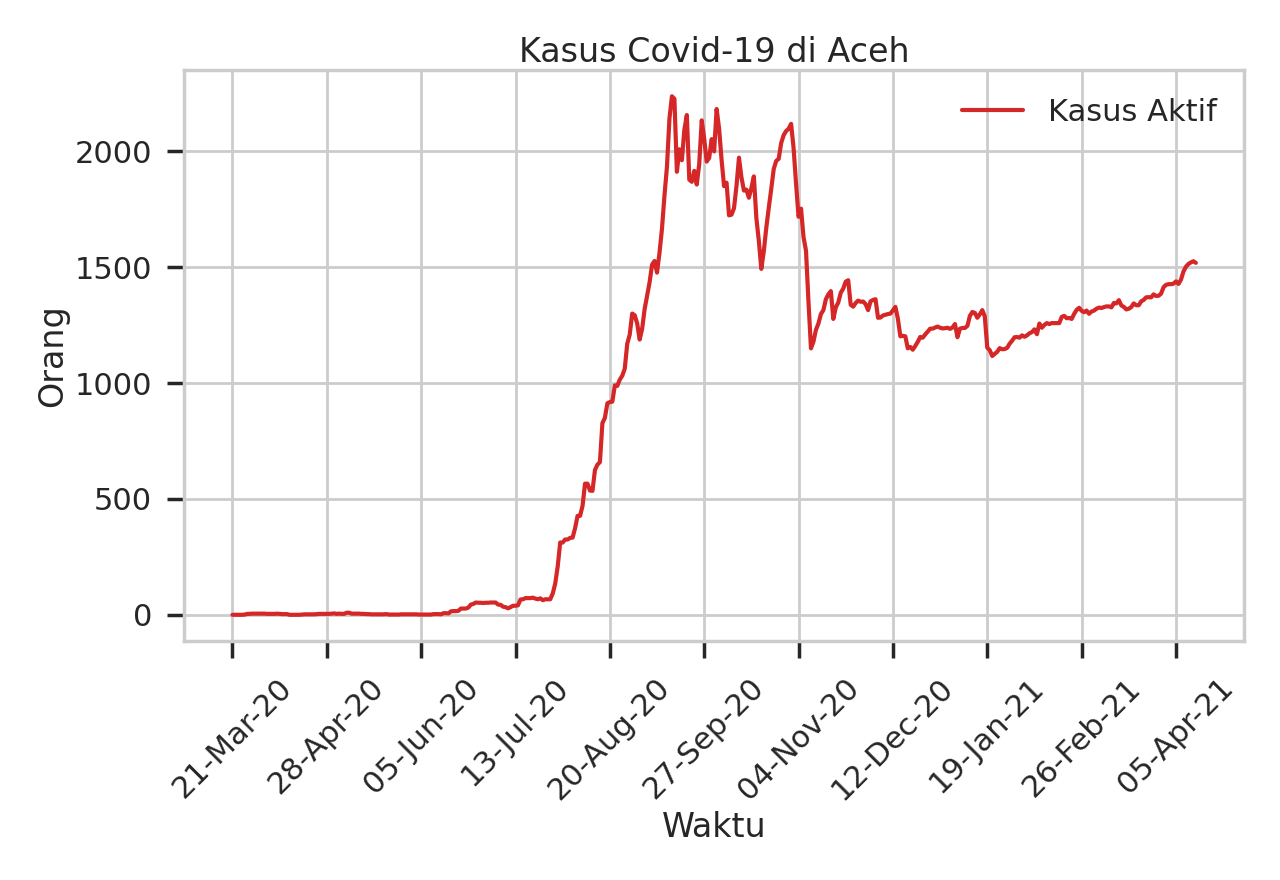 Kasus Covid-19 di Aceh
Kasus Aktif
Orang
2000
1500
1000
500
0
21-Mar-20
28-Apr-20
05-Jun-20
13-Jul-20
20-Aug-20
27-Sep-20
04-Nov-20
12-Dec-20
19-Jan-21
26-Feb-21
05-Apr-21
Waktu